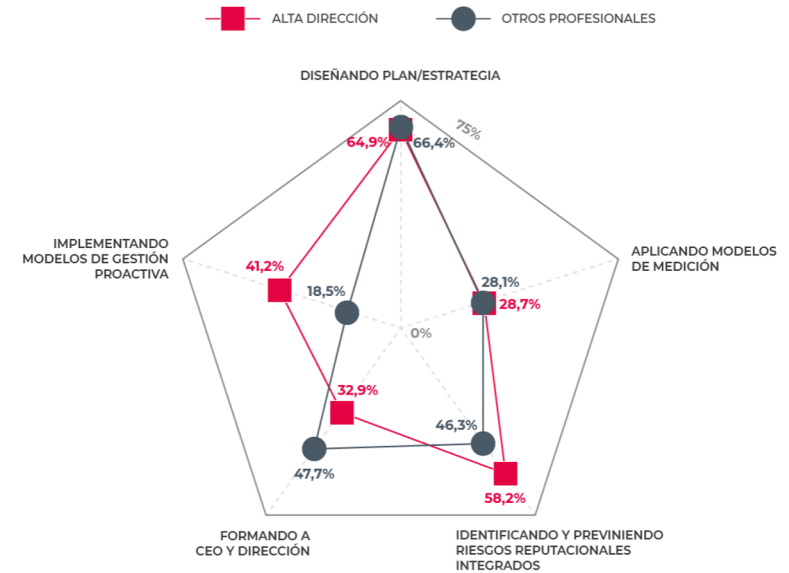 ALTA DIRECCIÓN
OTROS PROFESIONALES
DISEÑANDO PLAN/ESTRATEGIA
75%
64,9%
66,4%
IMPLEMENTANDO
MODELOS DE GESTIÓN
PROACTIVA
APLICANDO MODELOS
DE MEDICIÓN
41,2%
18,5%
28,1%
28,7%
0%
32,9%
46,3%
47,7%
58,2%
FORMANDO A
CEO Y DIRECCIÓN
IDENTIFICANDO Y PREVINIENDO
RIESGOS REPUTACIONALES
INTEGRADOS